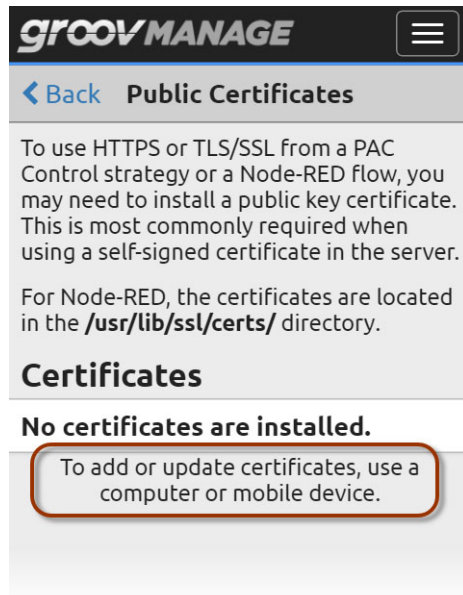 groov MANAGE
Back Public Certificates
To use HTTPS or TLS/SSL from a PAC
Control strategy or a Node-RED flow, you
may need to install a public key certificate.
This is most commonly required when
using a self-signed certificate in the server.
For Node-RED, the certificates are located
in the /usr/lib/ssl/certs/ directory.
Certificates
No certificates are installed.
To add or update certificates, use a
computer or mobile device.